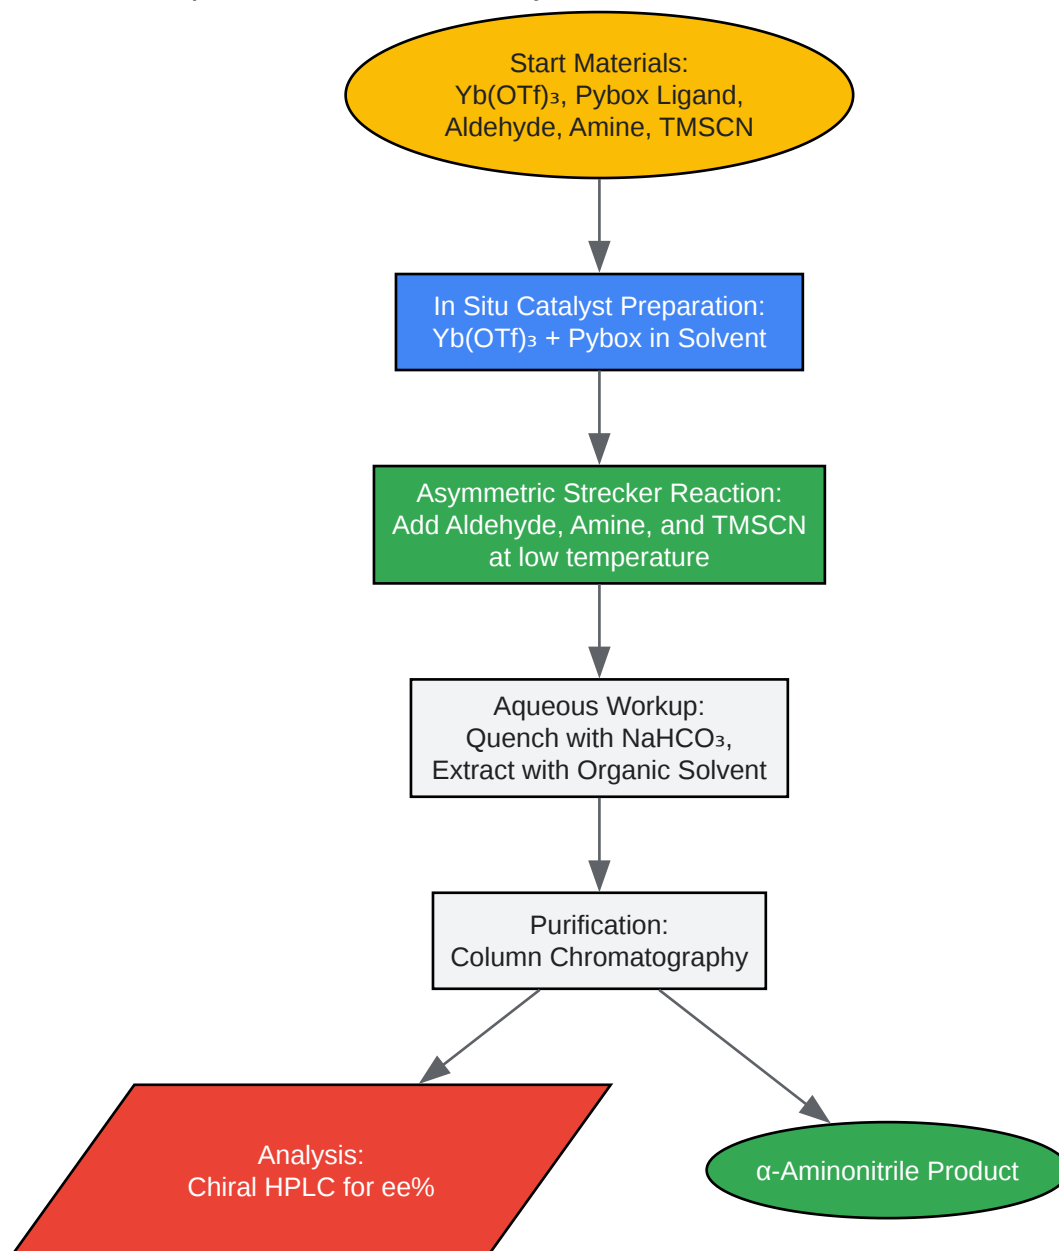 Start Materials:
Yb(OTf)₃, Pybox Ligand,
Aldehyde, Amine, TMSCN
In Situ Catalyst Preparation:
Yb(OTf)₃ + Pybox in Solvent
Asymmetric Strecker Reaction:
Add Aldehyde, Amine, and TMSCN
at low temperature
Aqueous Workup:
Quench with NaHCO₃,
Extract with Organic Solvent
Purification:
Column Chromatography
Analysis:
Chiral HPLC for ee%
α-Aminonitrile Product